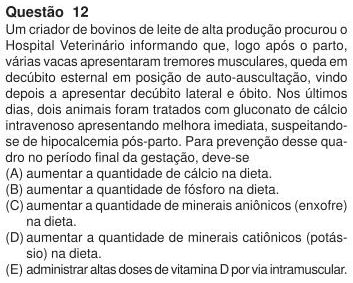 Questão 12
Um criador de bovinos de leite de alta produção procurou o
Hospital Veterinário informando que, logo após o parto,
várias vacas apresentaram tremores musculares, queda em
decúbito esternal em posição de auto-auscultação, vindo
depois a apresentar decúbito lateral e óbito. Nos últimos
dias, dois animais foram tratados com gluconato de cálcio
intravenoso apresentando melhora imediata, suspeitando-
se de hipocalcemia pós-parto. Para prevenção desse qua-
dro no período final da gestação, deve-se
(A) aumentar a quantidade de cálcio na dieta.
(B) aumentar a quantidade de fósforo na dieta.
(C) aumentar a quantidade de minerais aniônicos (enxofre)
na dieta.
(D) aumentar a quantidade de minerais catiônicos (potás-
sio) na dieta.
(E) administrar altas doses de vitamina D por via intramuscular.